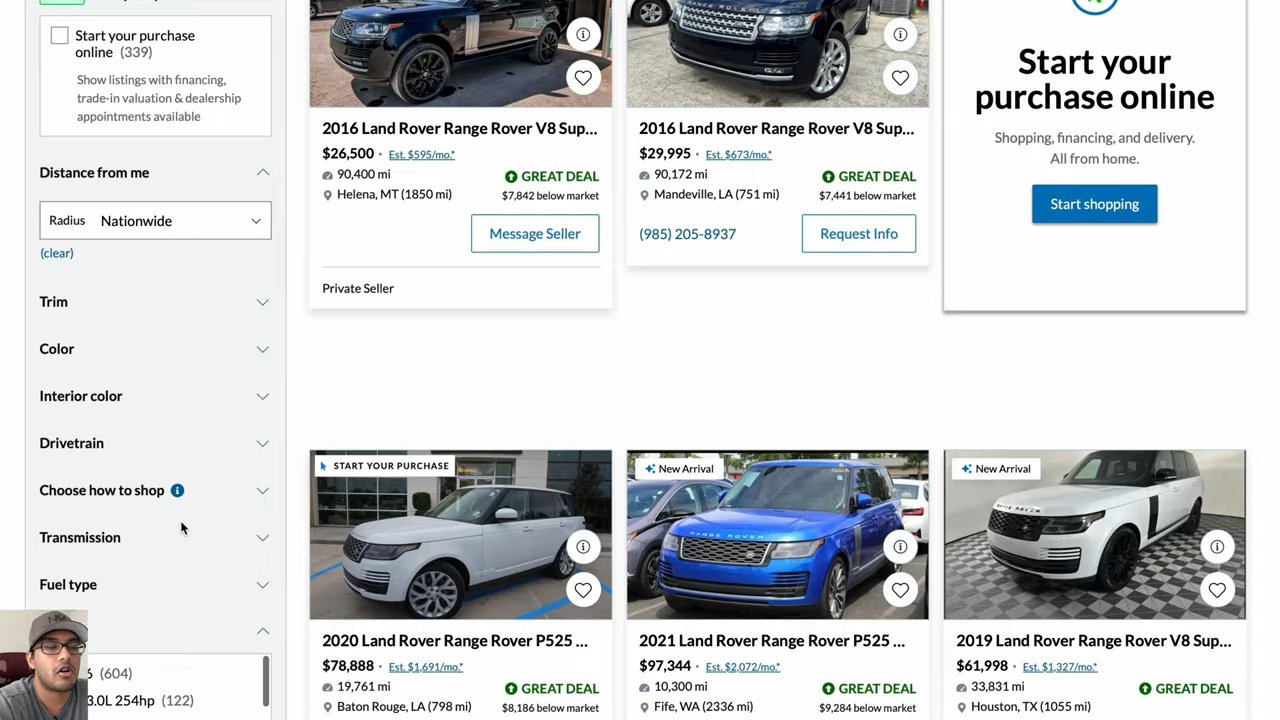 Start your purchase
online (339)
Show listings with financing,
trade-in valuation & dealership
appointments available
Distance from me
Radius Nationwide
(clear)
Trim
Color
Interior color
Drivetrain
Choose how to shop
Transmission
Fuel type
6 (604)
3.0L 254hp (122)
2016 Land Rover Range Rover V8 Sup...
$26,500 · Est. $595/mo.*
90,400 mi
GREAT DEAL
Helena, MT (1850 mi)
$7,842 below market
Message Seller
Private Seller
RANGE ROVER
2016 Land Rover Range Rover V8 Sup...
$29,995 · Est. $673/mo.*
90,172 mi
GREAT DEAL
Mandeville, LA (751 mi)
$7,441 below market
(985) 205-8937
Request Info
Start your
purchase online
Shopping, financing, and delivery.
All from home.
Start shopping
START YOUR PURCHASE
2020 Land Rover Range Rover P525 ...
$78,888 · Est. $1,691/mo.*
19,761 mi
GREAT DEAL
Baton Rouge, LA (798 mi)
$8,186 below market
New Arrival
RANGE ROVER
2021 Land Rover Range Rover P525 ...
$97,344 · Est. $2,072/mo.*
10,300 mi
GREAT DEAL
Fife, WA (2336 mi)
$9,284 below market
New Arrival
RANGE ROVER
2019 Land Rover Range Rover V8 Sup...
$61,998 · Est. $1,327/mo.*
33,831 mi
GREAT DEAL
Houston, TX (1055 mi)